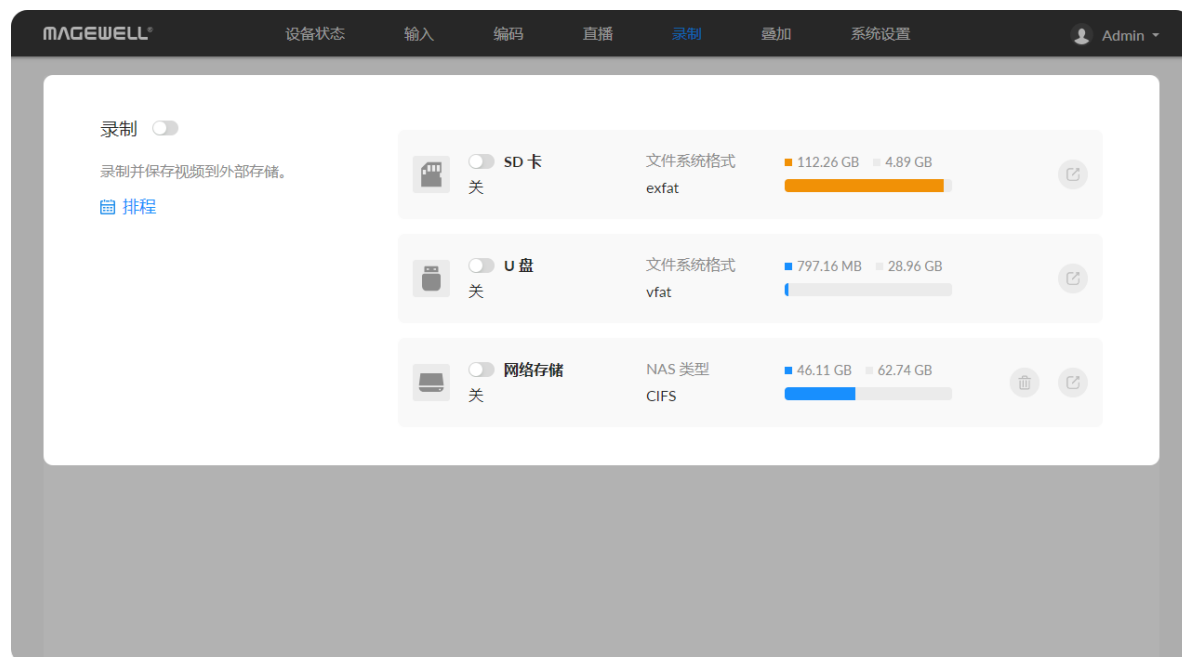 MAGEWELL®
设备状态 输入 编码 直播 录制 叠加 系统设置 Admin
录制
录制并保存视频到外部存储。
排程
SD 卡 文件系统格式 112.26 GB 4.89 GB
关 exfat
U 盘 文件系统格式 797.16 MB 28.96 GB
关 vfat
网络存储 NAS 类型 46.11 GB 62.74 GB
关 CIFS